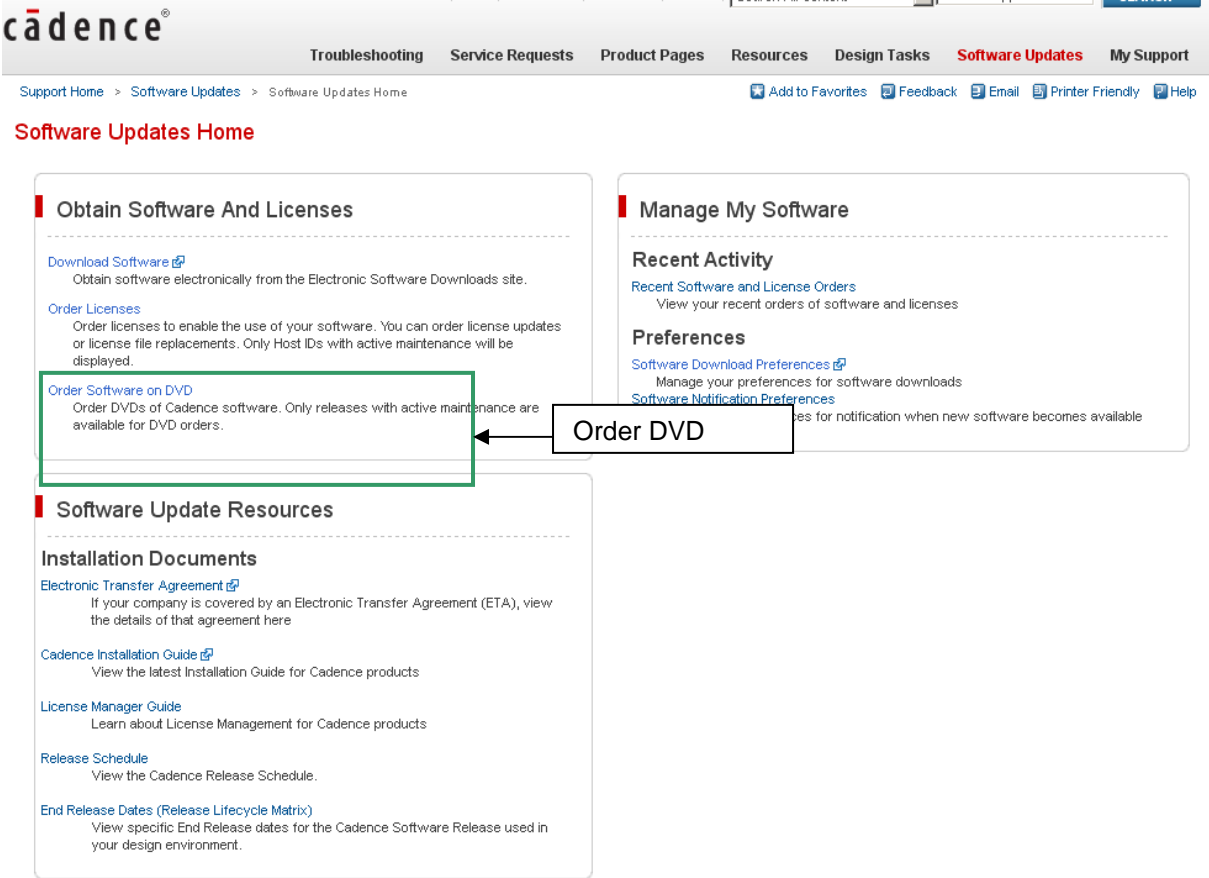 cādence®
Troubleshooting Service Requests Product Pages Resources Design Tasks Software Updates My Support
Support Home > Software Updates > Software Updates Home
Add to Favorites Feedback Email Printer Friendly Help
Software Updates Home
Obtain Software And Licenses
Download Software
Obtain software electronically from the Electronic Software Downloads site.
Order Licenses
Order licenses to enable the use of your software. You can order license updates
or license file replacements. Only Host IDs with active maintenance will be
displayed.
Order Software on DVD
Order DVDs of Cadence software. Only releases with active maintenance are
available for DVD orders.
Order DVD
Manage My Software
Recent Activity
Recent Software and License Orders
View your recent orders of software and licenses
Preferences
Software Download Preferences
Manage your preferences for software downloads
Software Notification Preferences
for notification when new software becomes available
Software Update Resources
Installation Documents
Electronic Transfer Agreement
If your company is covered by an Electronic Transfer Agreement (ETA), view
the details of that agreement here
Cadence Installation Guide
View the latest Installation Guide for Cadence products
License Manager Guide
Learn about License Management for Cadence products
Release Schedule
View the Cadence Release Schedule.
End Release Dates (Release Lifecycle Matrix)
View specific End Release dates for the Cadence Software Release used in
your design environment.